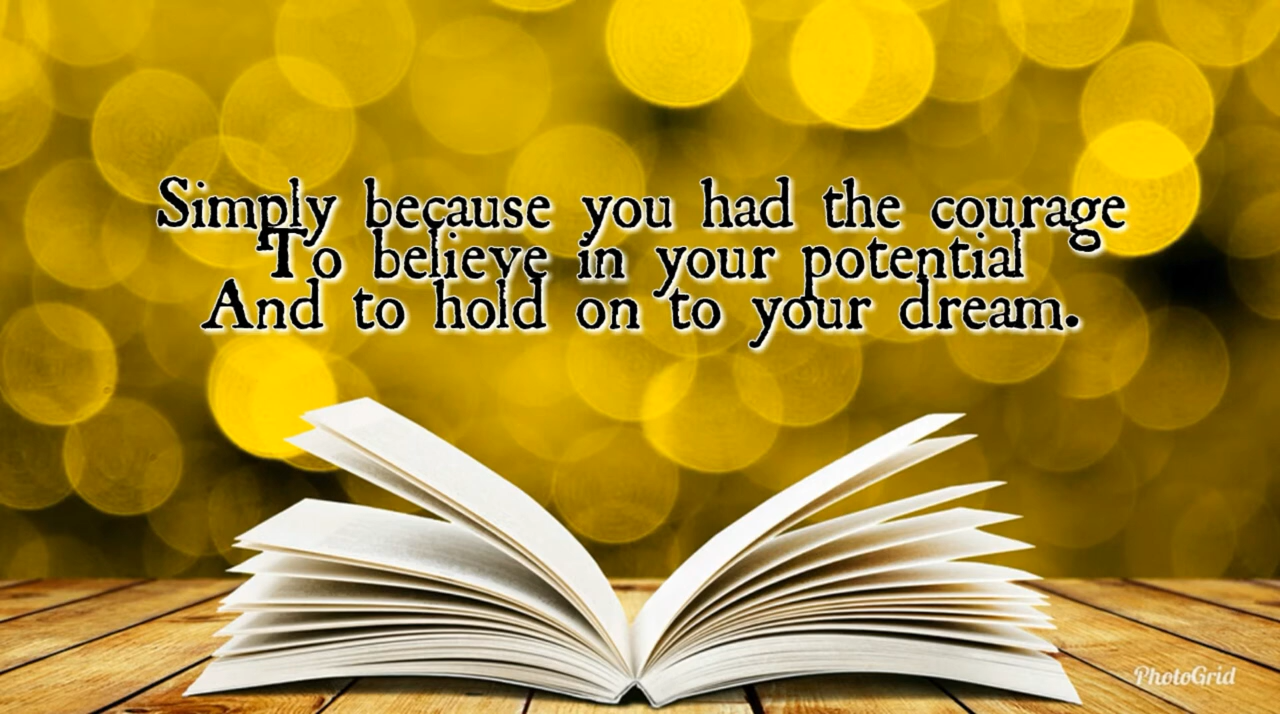 Simply because you had the courage
To believe in your potential
And to hold on to your dream.
PhotoGrid